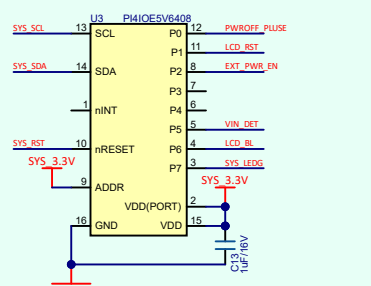 U3 PI4IOE5V6408
SYS_SCL 13 SCL P0 12 PWROFF_PLUSE
P1 11 LCD_RST
SYS_SDA 14 SDA P2 8 EXT_PWR_EN
P3 7
1 nINT P4 6
P5 5 VIN_DET
SYS_RST 10 nRESET P6 4 LCD_BL
P7 3 SYS_LEDG
SYS_3.3V
9 ADDR
SYS_3.3V
VDD(PORT) 2
16 GND VDD 15
C13
1uF/16V